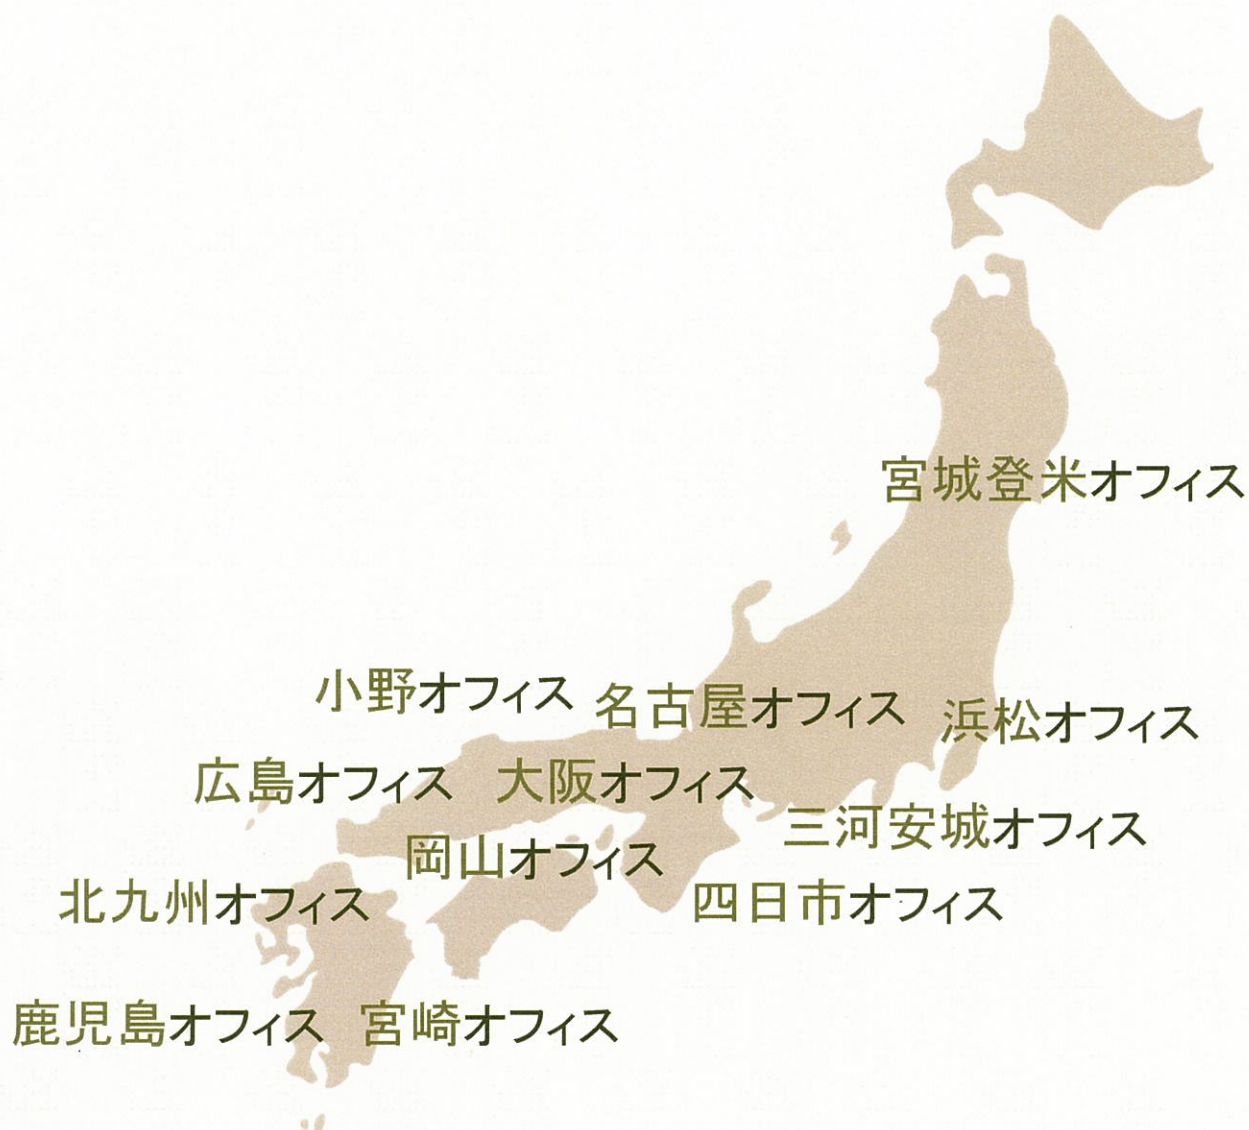 宮城登米オフィス
小野オフィス
名古屋オフィス
浜松オフィス
広島オフィス
大阪オフィス
三河安城オフィス
岡山オフィス
北九州オフィス
四日市オフィス
鹿児島オフィス
宮崎オフィス